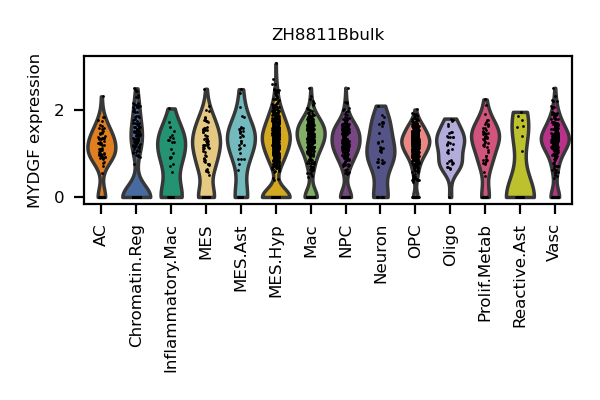 ZH8811Bbulk
MYDGF expression
2
0
AC
Chromatin.Reg
Inflammatory.Mac
MES
MES.Ast
MES.Hyp
Mac
NPC
Neuron
OPC
Oligo
Prolif.Metab
Reactive.Ast
Vasc